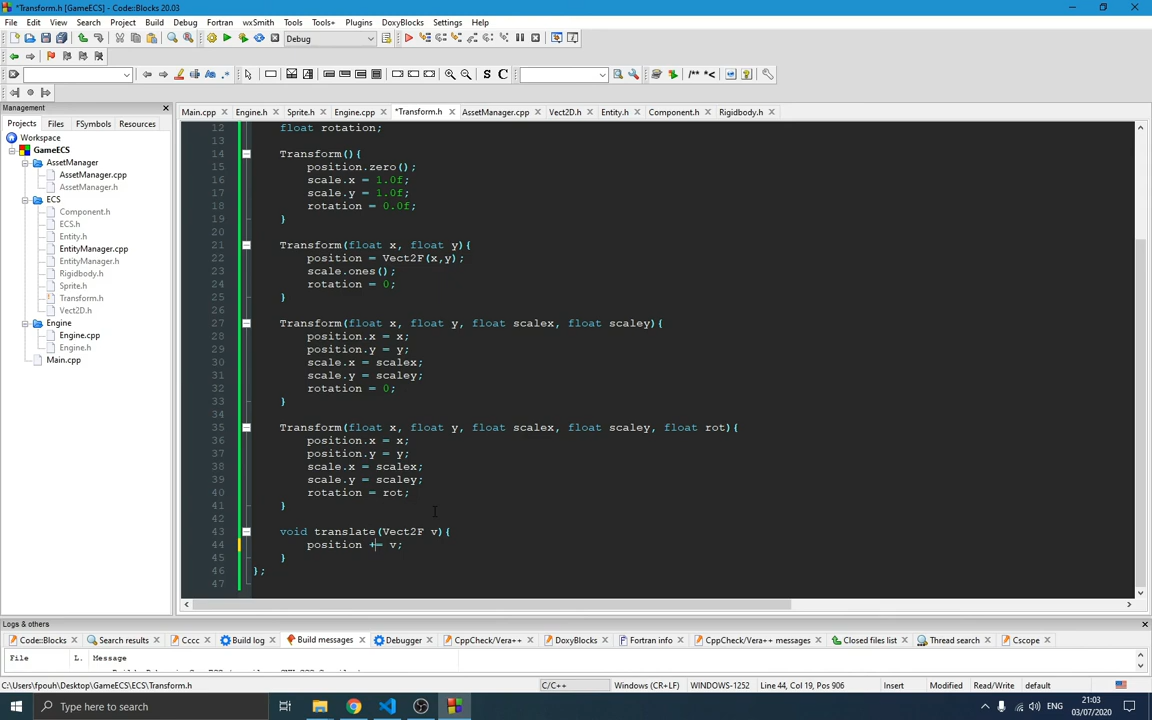 *Transform.h [GameECS] - Code::Blocks 20.03
File Edit View Search Project Build Debug Fortran wxSmith Tools Tools+ Plugins DoxyBlocks Settings Help
Debug
S C
/** *<
Management
Projects Files FSymbols Resources
Workspace
GameECS
AssetManager
AssetManager.cpp
AssetManager.h
ECS
Component.h
ECS.h
Entity.h
EntityManager.cpp
EntityManager.h
Rigidbody.h
Sprite.h
Transform.h
Vect2D.h
Engine
Engine.cpp
Engine.h
Main.cpp
Main.cpp Engine.h Sprite.h Engine.cpp *Transform.h AssetManager.cpp Vect2D.h Entity.h Component.h Rigidbody.h
12 float rotation;
13
14 Transform(){
15 position.zero();
16 scale.x = 1.0f;
17 scale.y = 1.0f;
18 rotation = 0.0f;
19 }
20
21 Transform(float x, float y){
22 position = Vect2F(x,y);
23 scale.ones();
24 rotation = 0;
25 }
26
27 Transform(float x, float y, float scalex, float scaley){
28 position.x = x;
29 position.y = y;
30 scale.x = scalex;
31 scale.y = scaley;
32 rotation = 0;
33 }
34
35 Transform(float x, float y, float scalex, float scaley, float rot){
36 position.x = x;
37 position.y = y;
38 scale.x = scalex;
39 scale.y = scaley;
40 rotation = rot;
41 }
42
43 void translate(Vect2F v){
44 position += v;
45 }
46 };
47
Logs & others
Code::Blocks Search results Cccc Build log Build messages Debugger CppCheck/Vera++ DoxyBlocks Fortran info CppCheck/Vera++ messages Closed files list Thread search Cscope
File L. Message
C:\Users\fpouh\Desktop\GameECS\ECS\Transform.h C/C++ Windows (CR+LF) WINDOWS-1252 Line 44, Col 19, Pos 906 Insert Modified Read/Write default
Type here to search
ENG
21:03
03/07/2020